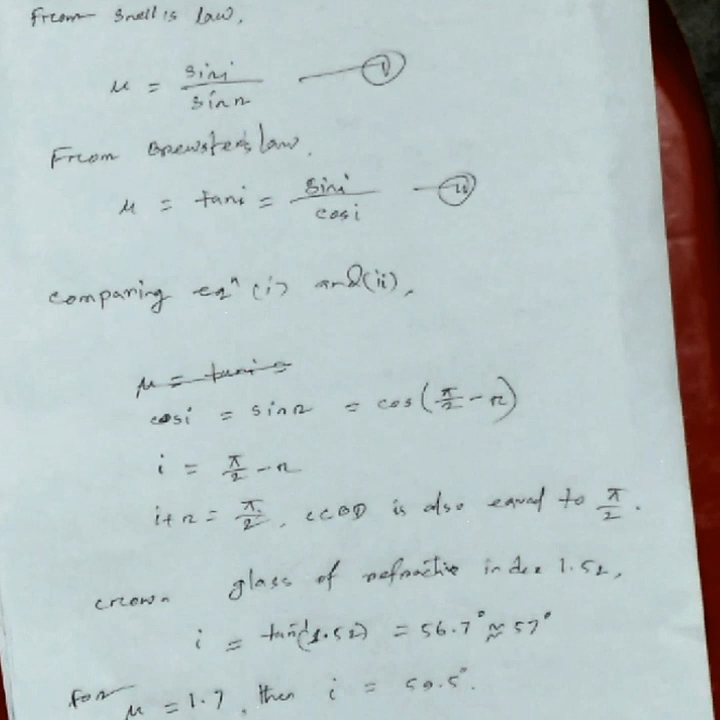 From Snell's law,
μ = sin i / sin r — (i)
From Brewster's law,
μ = tan i = sin i / cos i — (ii)
comparing eqⁿ (i) and (ii),
μ = tan i =
cos i = sin r = cos (π/2 - r)
i = π/2 - r
i + r = π/2, ∠CBD is also equal to π/2.
crown glass of refractive index 1.52,
i = tan⁻¹(1.52) = 56.7° ≈ 57°
for μ = 1.7, then i = 59.5°.